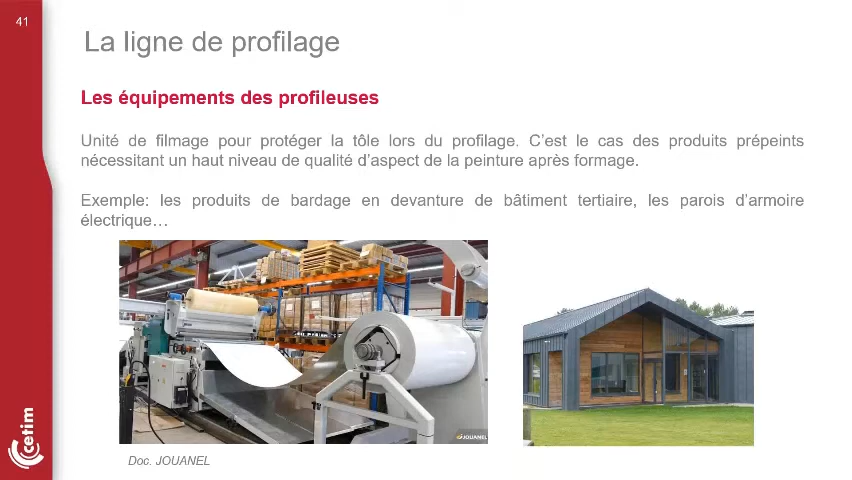 41
La ligne de profilage
Les équipements des profileuses
Unité de filmage pour protéger la tôle lors du profilage. C’est le cas des produits prépeints
nécessitant un haut niveau de qualité d’aspect de la peinture après formage.
Exemple: les produits de bardage en devanture de bâtiment tertiaire, les parois d’armoire
électrique…
JOUANEL
Doc. JOUANEL
cetim